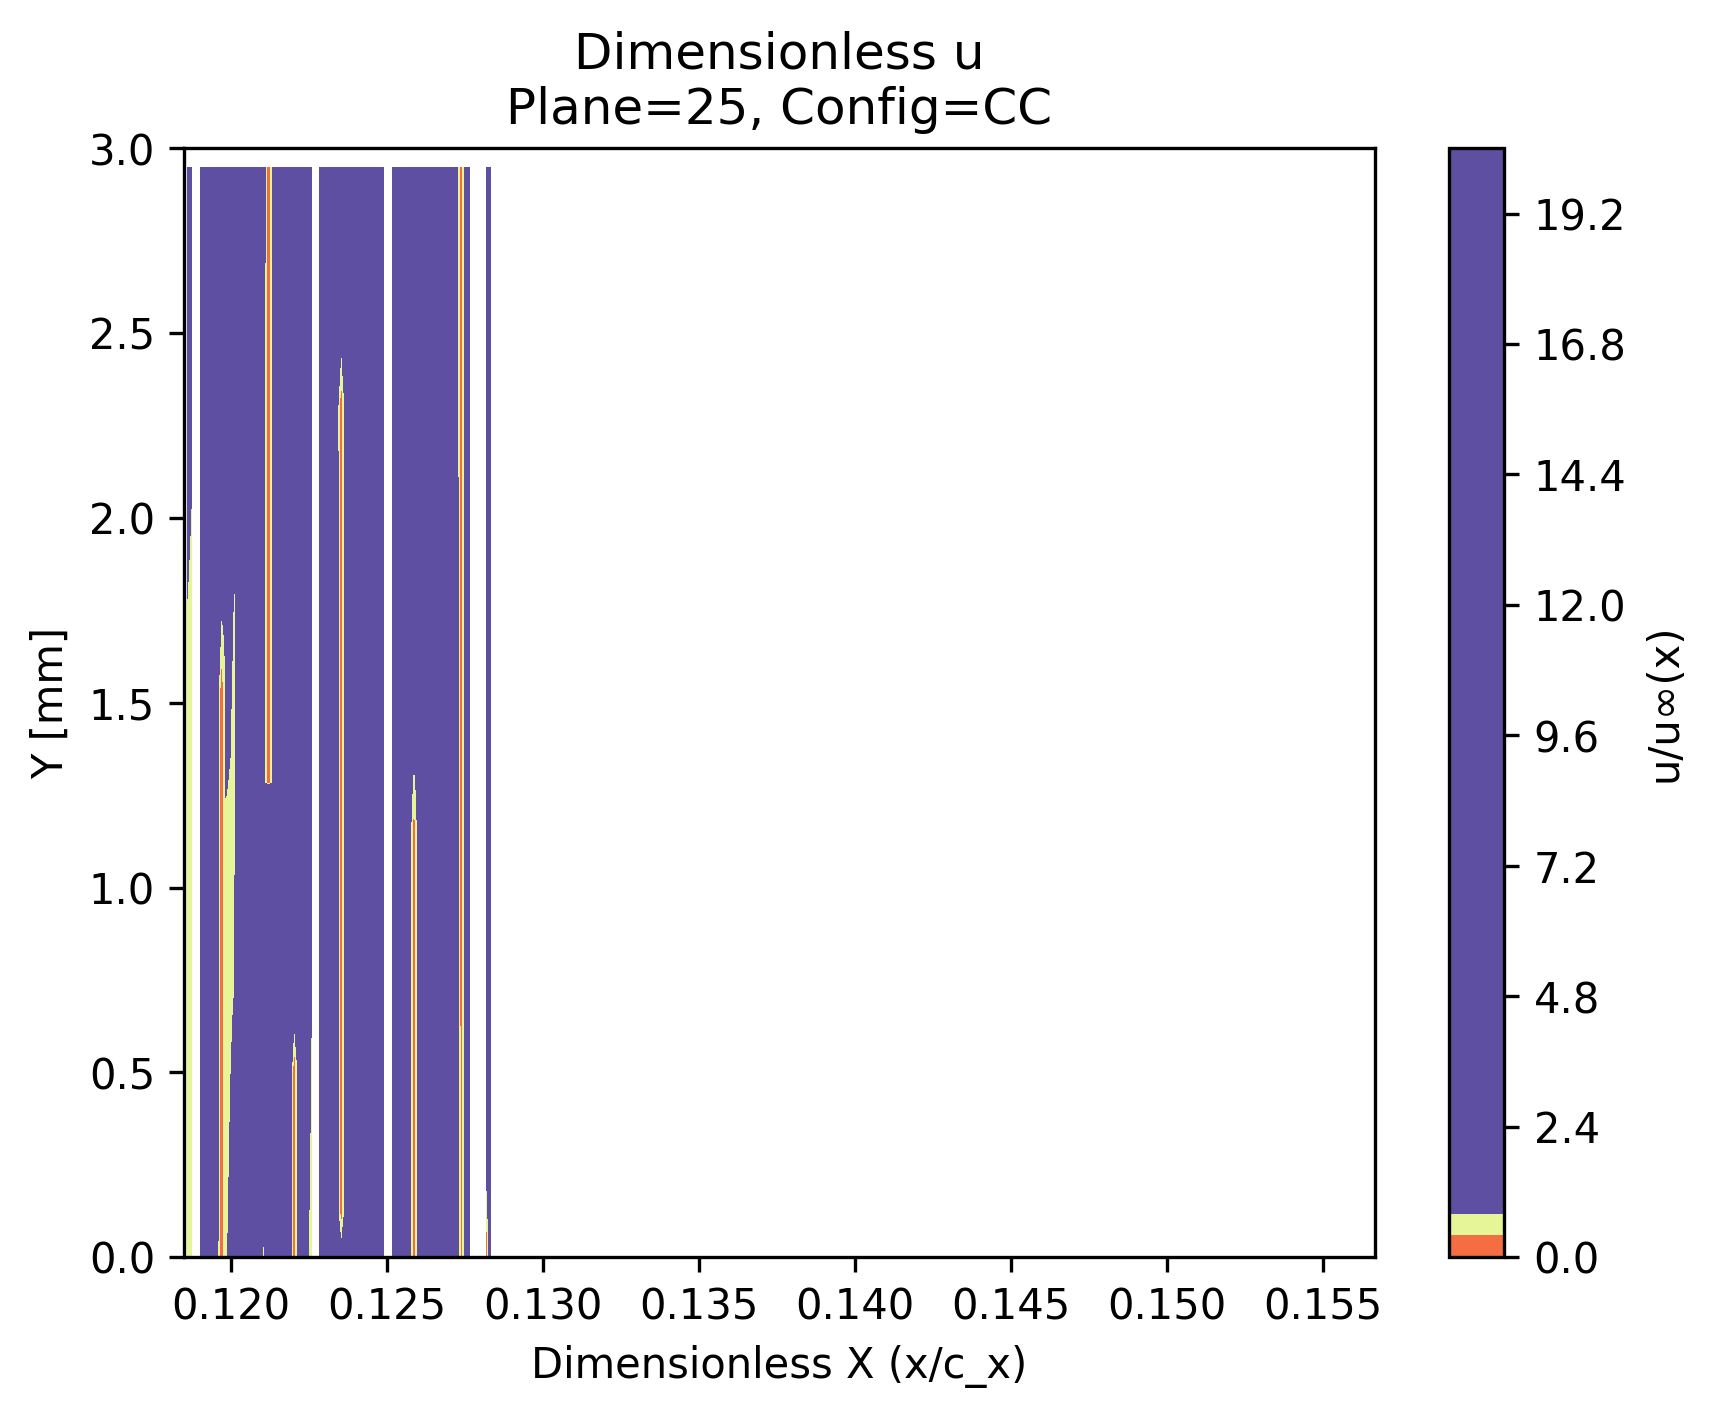 Dimensionless u
Plane=25, Config=CC
3.0
2.5
2.0
1.5
1.0
0.5
0.0
Y [mm]
0.120 0.125 0.130 0.135 0.140 0.145 0.150 0.155
Dimensionless X (x/c_x)
19.2
16.8
14.4
12.0
9.6
7.2
4.8
2.4
0.0
u/u∞(x)